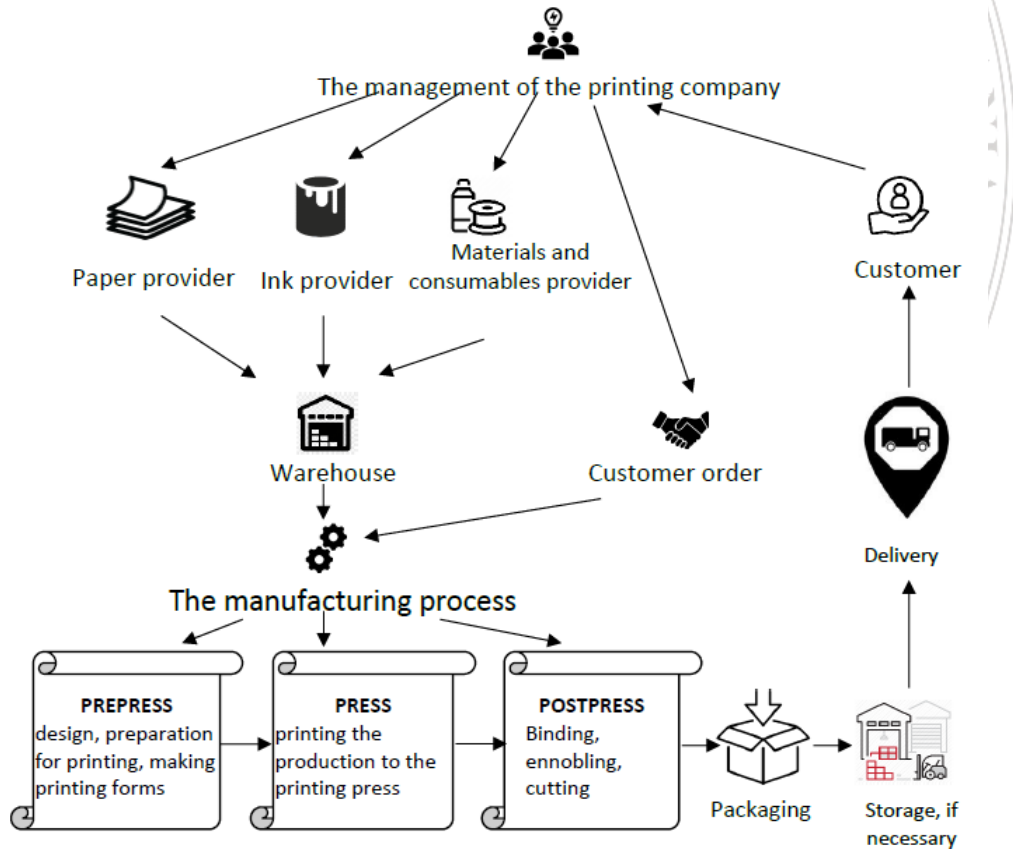 The management of the printing company
Paper provider
Ink provider
Materials and
consumables provider
Customer
Warehouse
Customer order
Delivery
The manufacturing process
PREPRESS
design, preparation
for printing, making
printing forms
PRESS
printing the
production to the
printing press
POSTPRESS
Binding,
ennobling,
cutting
Packaging
Storage, if
necessary